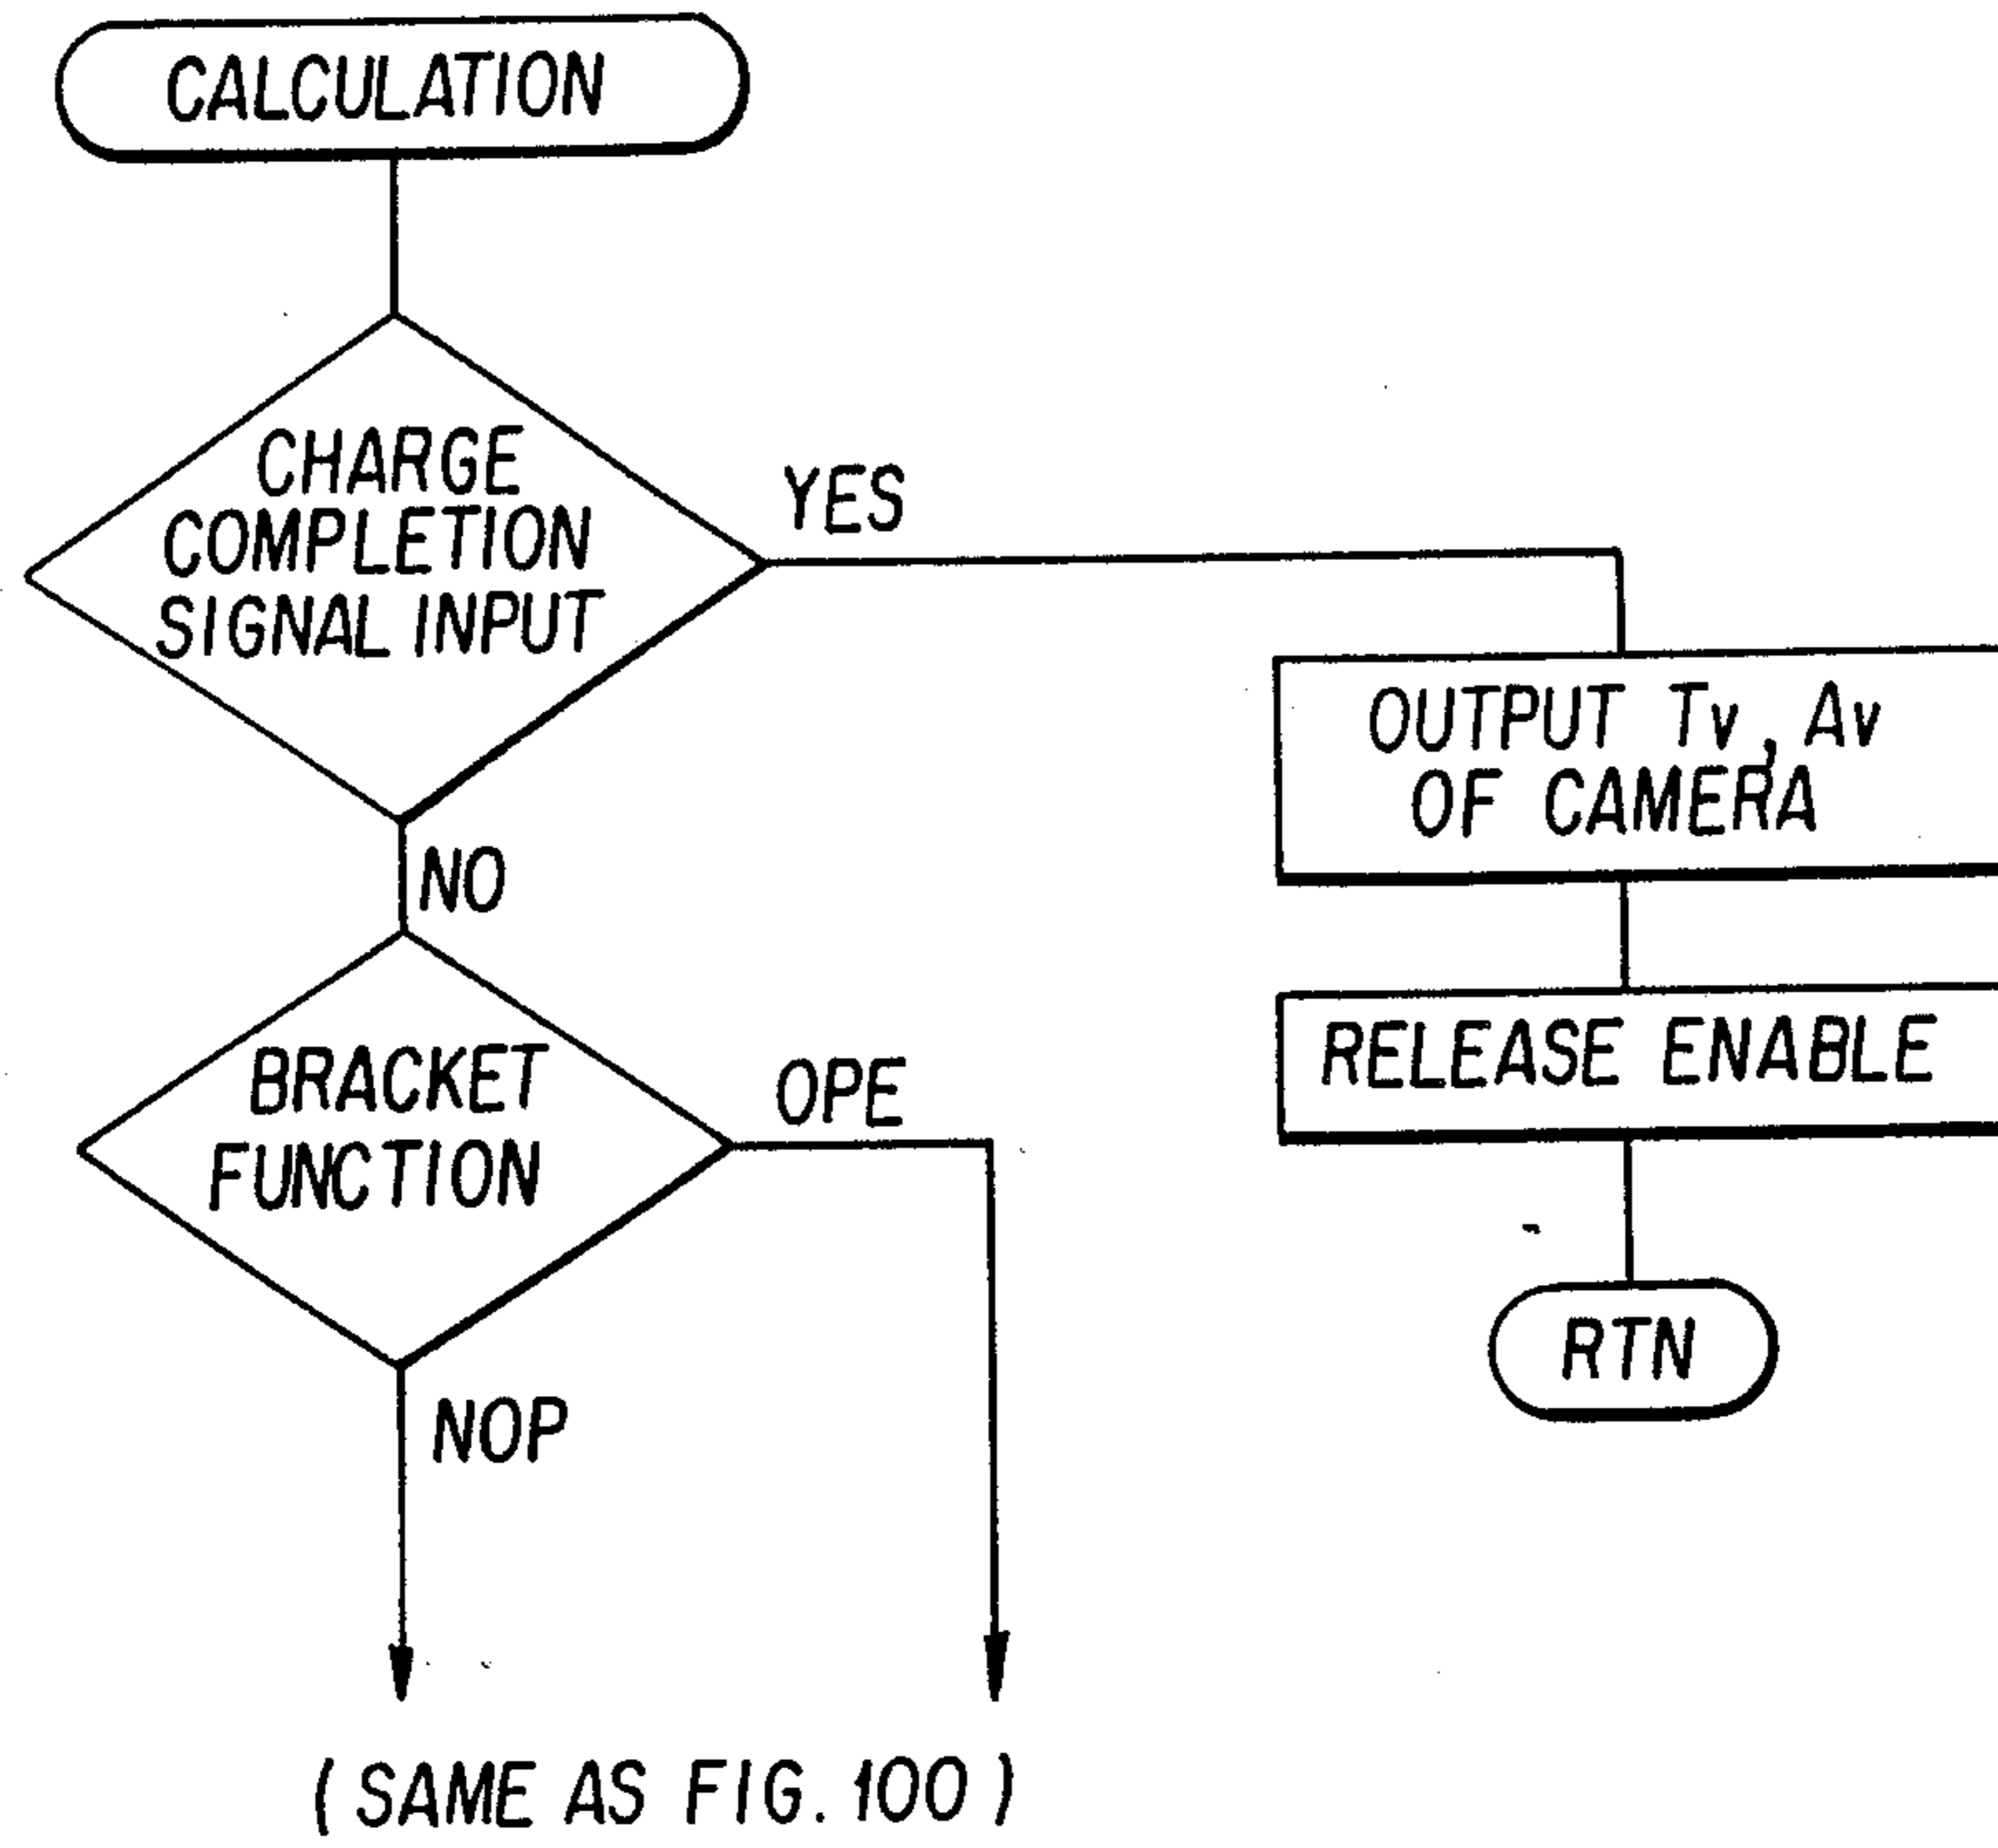 CALCULATION
CHARGE
COMPLETION
SIGNAL INPUT
YES
OUTPUT Tv, Av
OF CAMERA
RELEASE ENABLE
RTN
NO
BRACKET
FUNCTION
OPE
NOP
( SAME AS FIG. 100 )